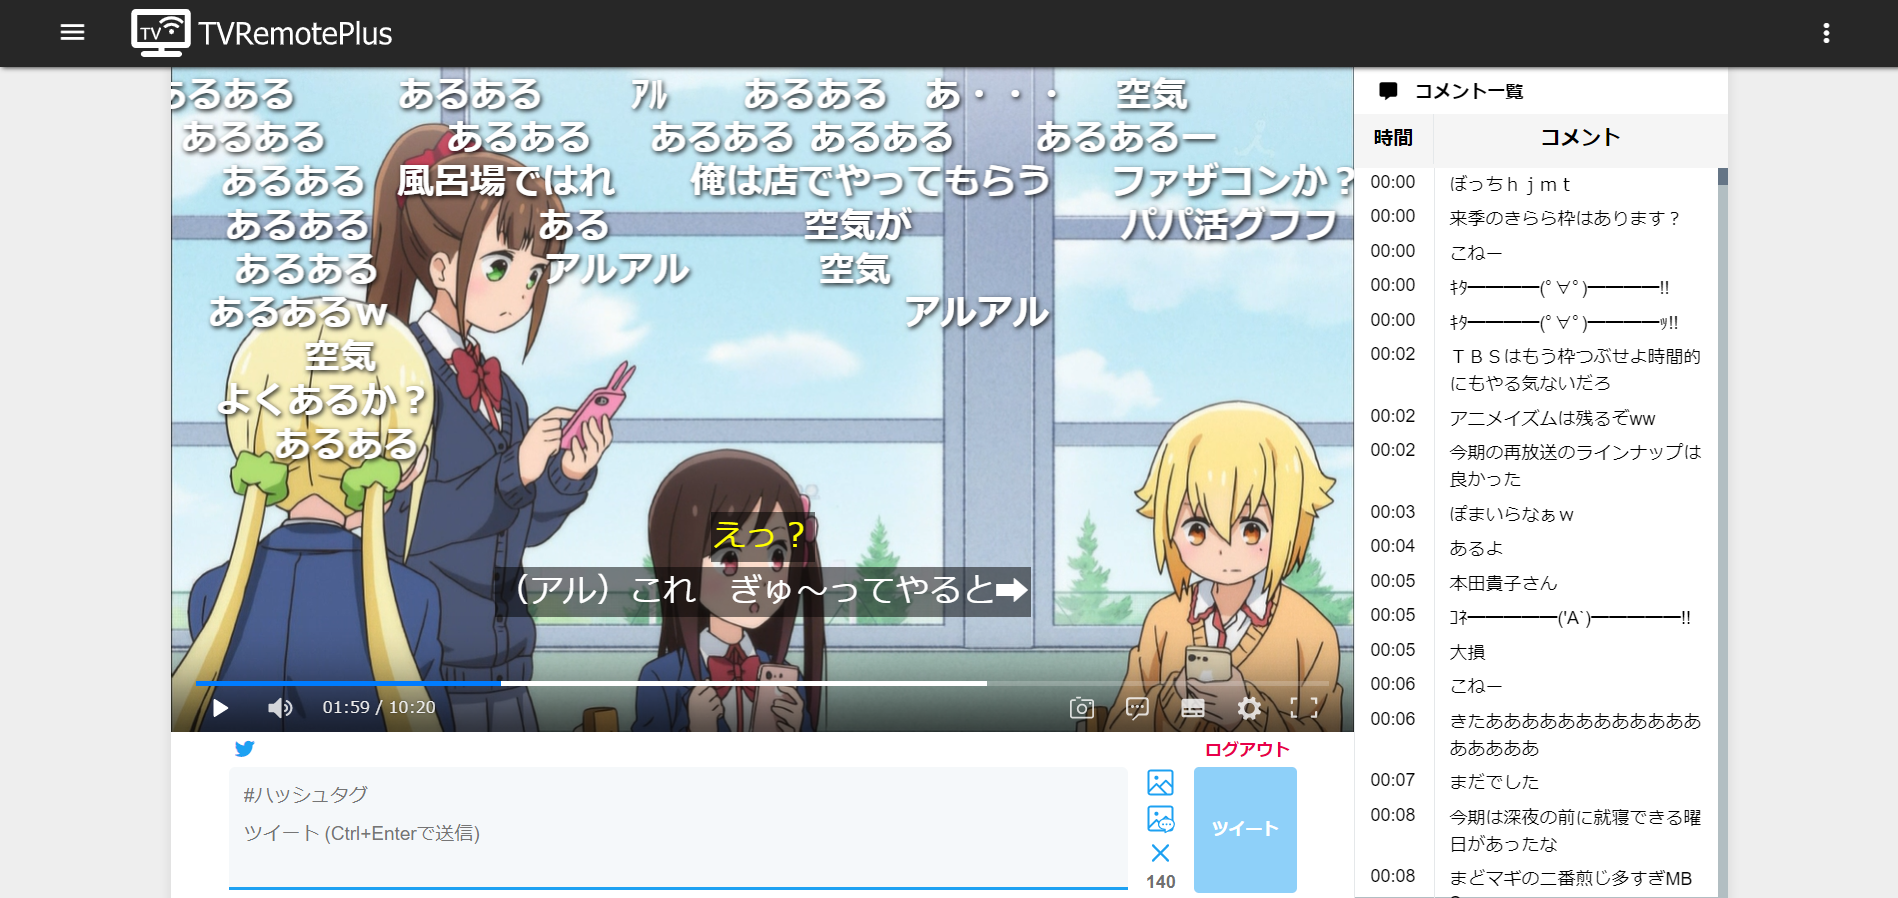 TVRemotePlus
あるある あるある ｱﾙ あるある あ・・・ 空気
あるある あるある あるある あるある あるあるー
あるある 風呂場ではれ 俺は店でやってもらう ファザコンか？
あるある ある 空気が パパ活グフフ
あるある アルアル 空気
あるあるｗ アルアル
空気
よくあるか？
あるある
えっ？
（アル）これ　ぎゅ～ってやると➡
01:59 / 10:20
ログアウト
#ハッシュタグ
ツイート (Ctrl+Enterで送信)
ツイート
140
コメント一覧
時間 コメント
00:00 ぼっちｈｊｍｔ
00:00 来季のきらら枠はあります？
00:00 こねー
00:00 ｷﾀ━━━━(ﾟ∀ﾟ)━━━━!!
00:00 ｷﾀ━━━━(ﾟ∀ﾟ)━━━━ｯ!!
00:02 ＴＢＳはもう枠つぶせよ時間的
にもやる気ないだろ
00:02 アニメイズムは残るぞww
00:02 今期の再放送のラインナップは
良かった
00:03 ぽまいらなぁｗ
00:04 あるよ
00:05 本田貴子さん
00:05 ｺﾈ━━━━━('A`)━━━━━!!
00:05 大損
00:06 こねー
00:06 きたああああああああああああ
あああああ
00:07 まだでした
00:08 今期は深夜の前に就寝できる曜
日があったな
00:08 まどマギの二番煎じ多すぎMB